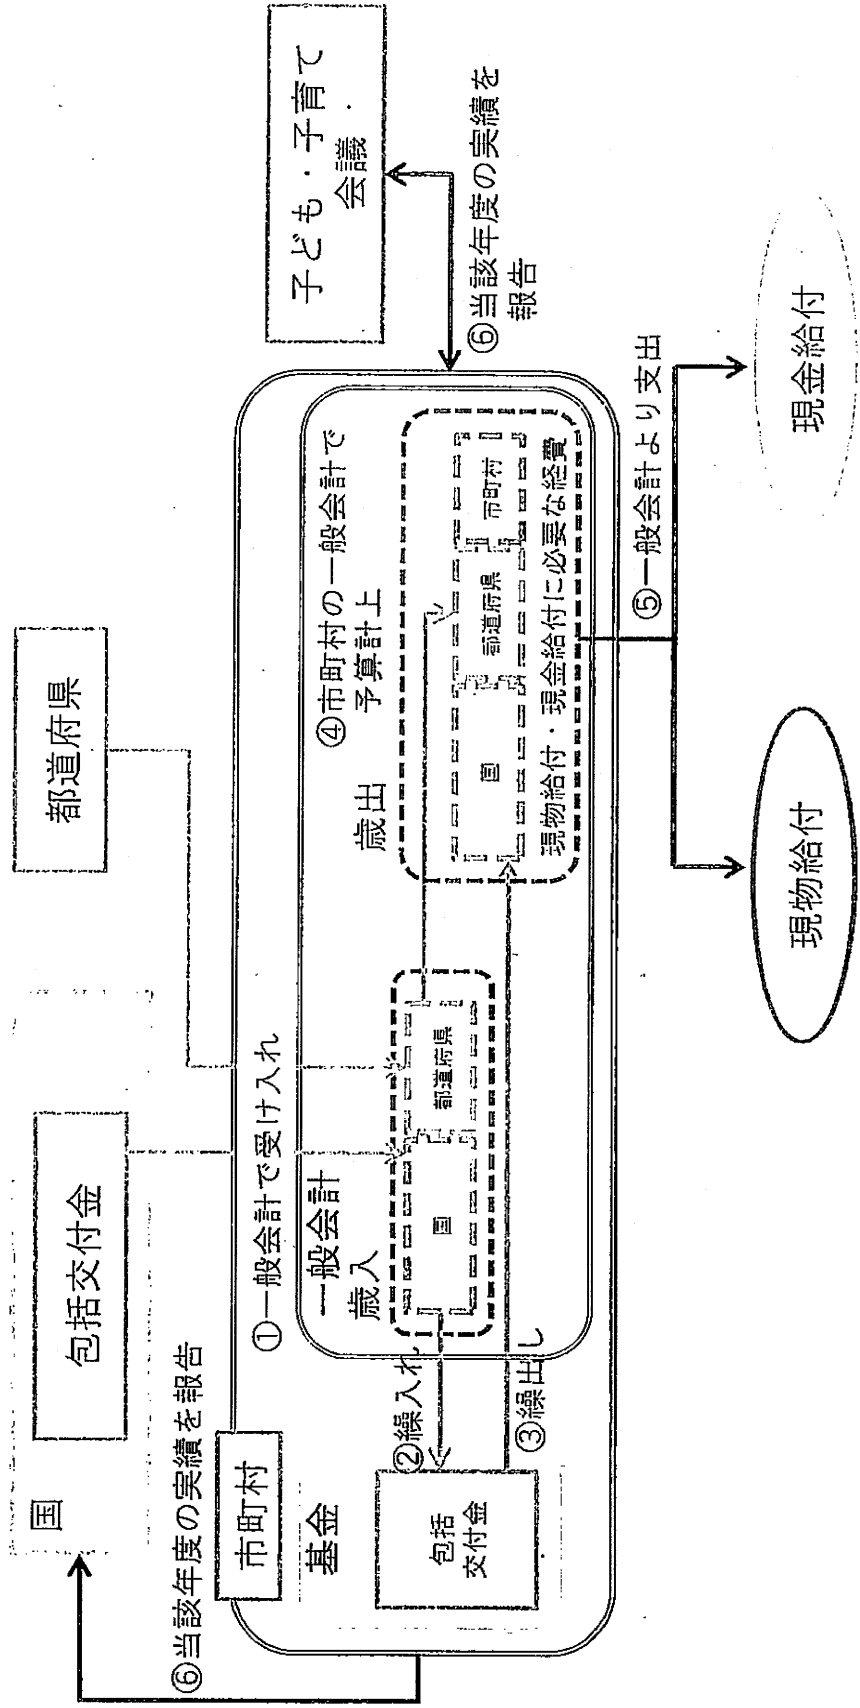 国
包括交付金
都道府県
⑥当該年度の実績を報告
市町村
①一般会計で受け入れ
基金
包括
交付金
②繰入れ
③繰出し
一般会計
歳入
国
都道府県
歳出
④市町村の一般会計で
予算計上
国
都道府県
市町村
現物給付・現金給付に必要な経費
子ども・子育て
会議
⑥当該年度の実績を
報告
⑤一般会計より支出
現物給付
現金給付